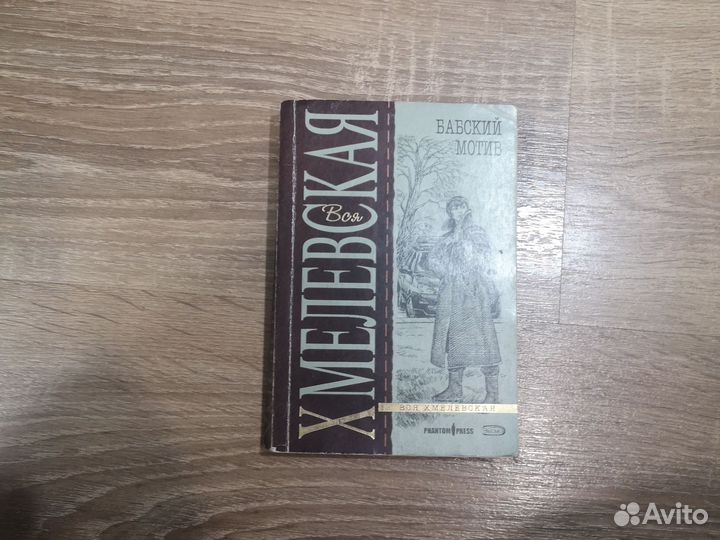 ХМЕЛЕВСКАЯ
Вся
БАБСКИЙ
МОТИВ
ВСЯ ХМЕЛЕВСКАЯ
PHANTOM PRESS
Avito